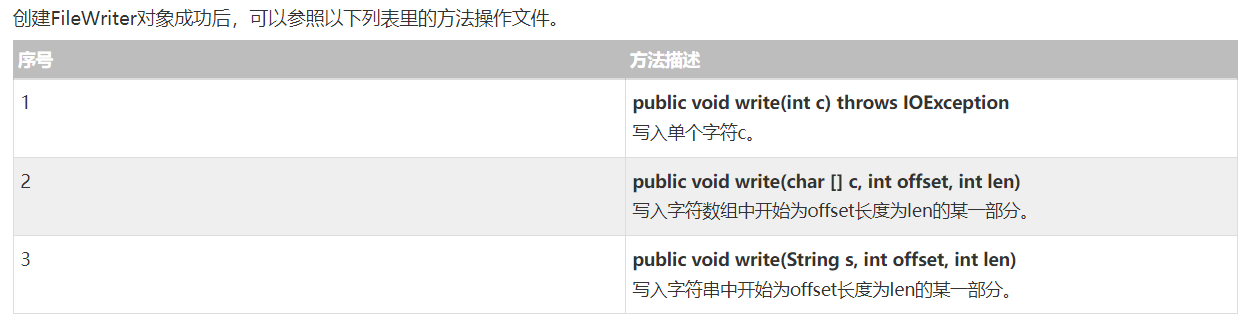 创建FileWriter对象成功后，可以参照以下列表里的方法操作文件。
序号 方法描述
1 public void write(int c) throws IOException
写入单个字符c。
2 public void write(char [] c, int offset, int len)
写入字符数组中开始为offset长度为len的某一部分。
3 public void write(String s, int offset, int len)
写入字符串中开始为offset长度为len的某一部分。